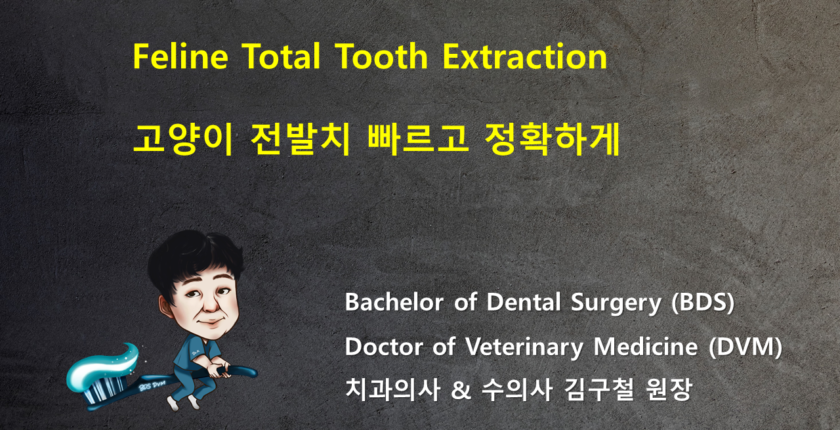 Feline Total Tooth Extraction
고양이 전발치 빠르고 정확하게
Bachelor of Dental Surgery (BDS)
Doctor of Veterinary Medicine (DVM)
치과의사 & 수의사 김구철 원장